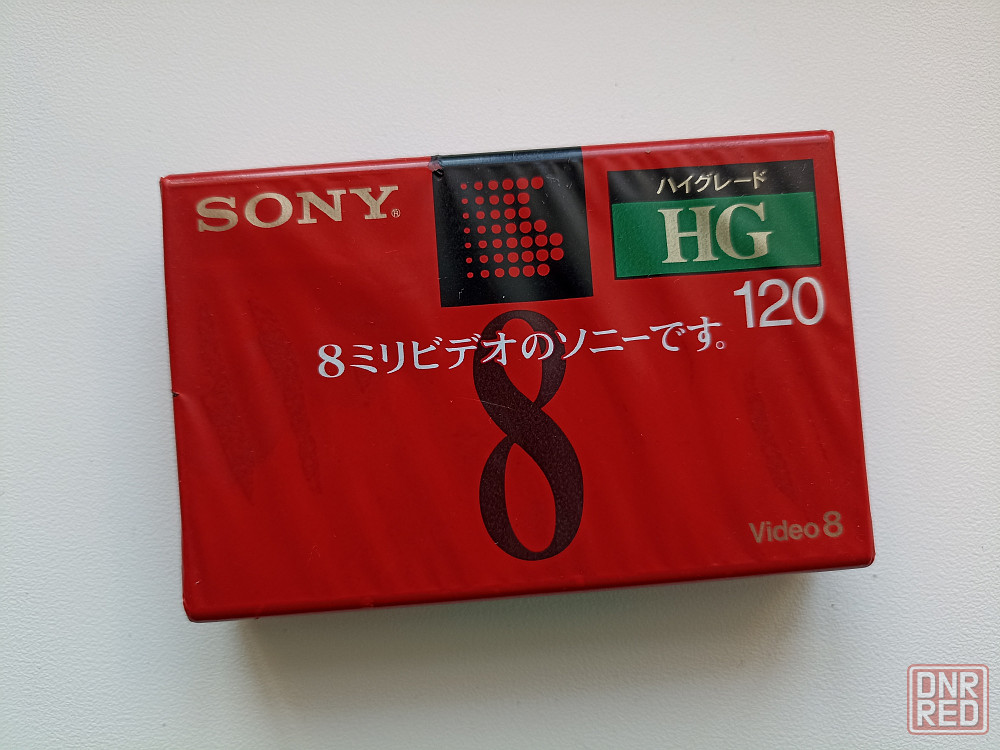 SONY®
ハイグレード
HG
120
8ミリビデオのソニーです。
8
Video 8
DNR
RED